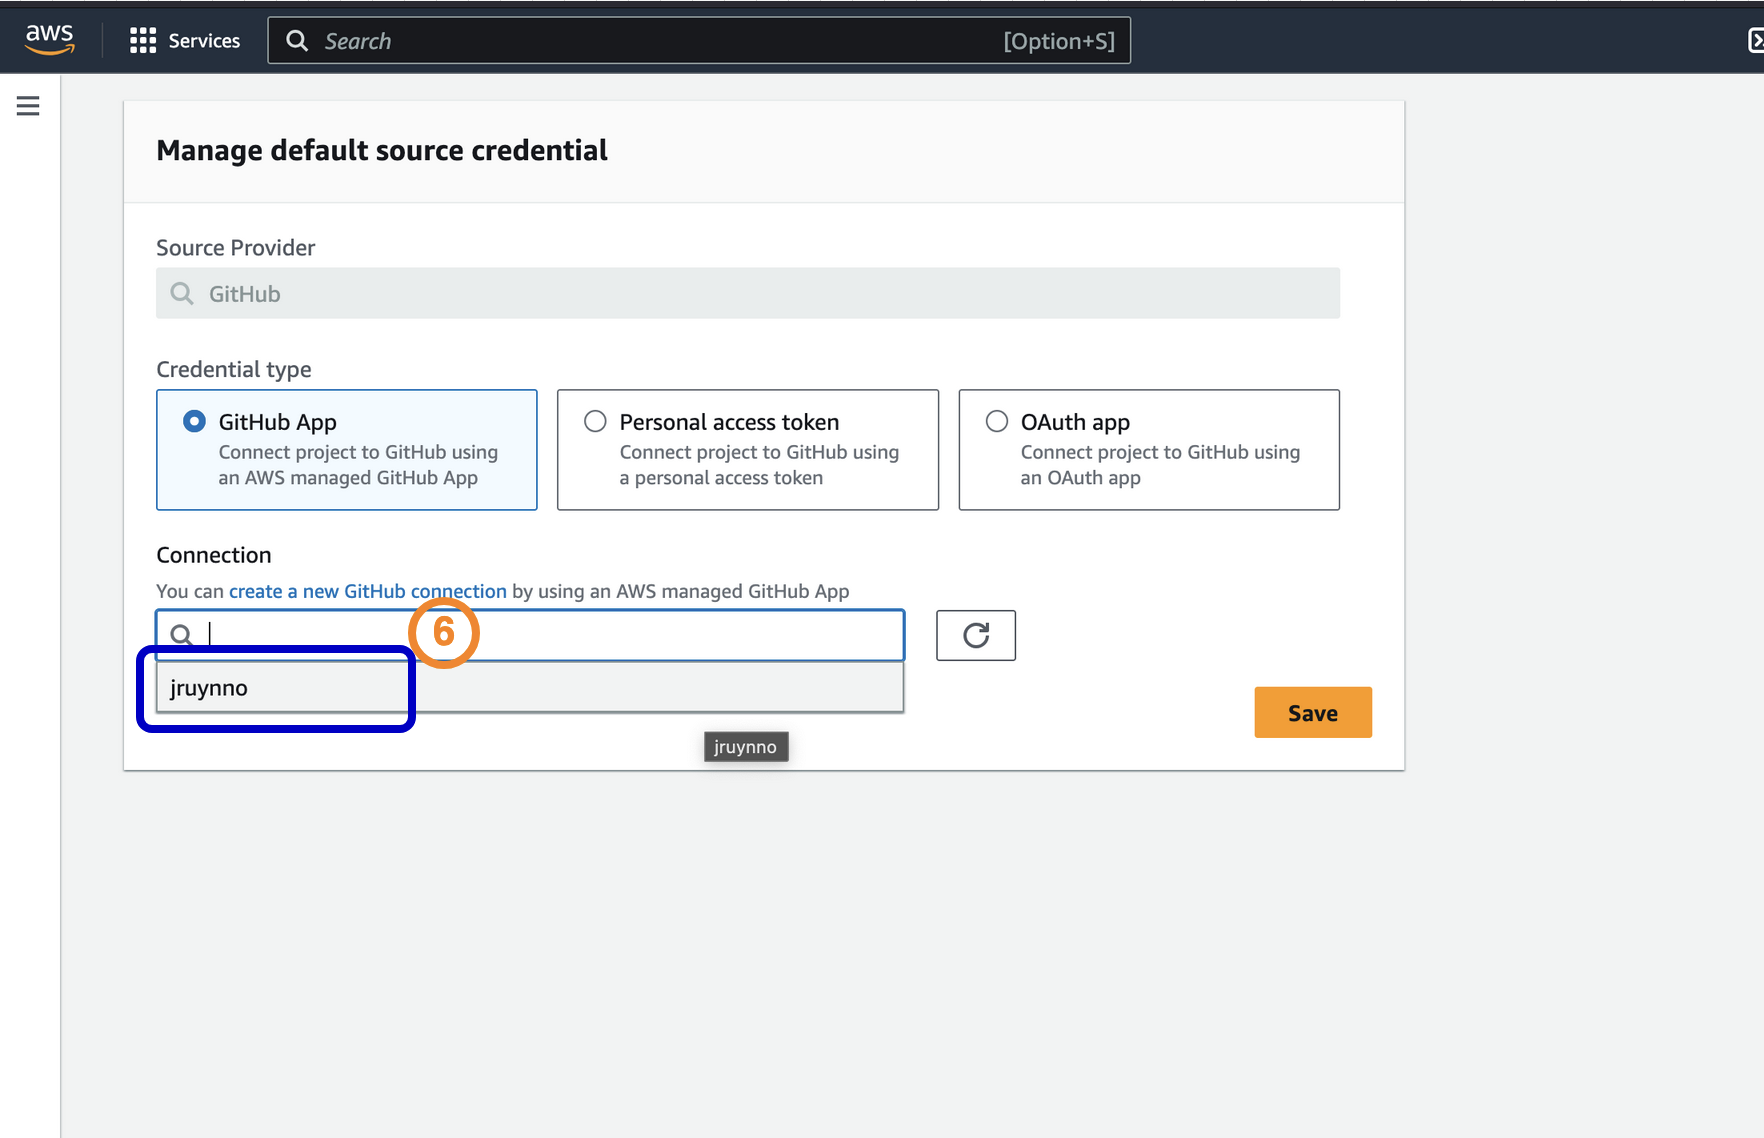 aws
Services
Search
[Option+S]
Manage default source credential
Source Provider
GitHub
Credential type
GitHub App
Connect project to GitHub using
an AWS managed GitHub App
Personal access token
Connect project to GitHub using
a personal access token
OAuth app
Connect project to GitHub using
an OAuth app
Connection
You can create a new GitHub connection by using an AWS managed GitHub App
6
jruynno
Save
jruynno